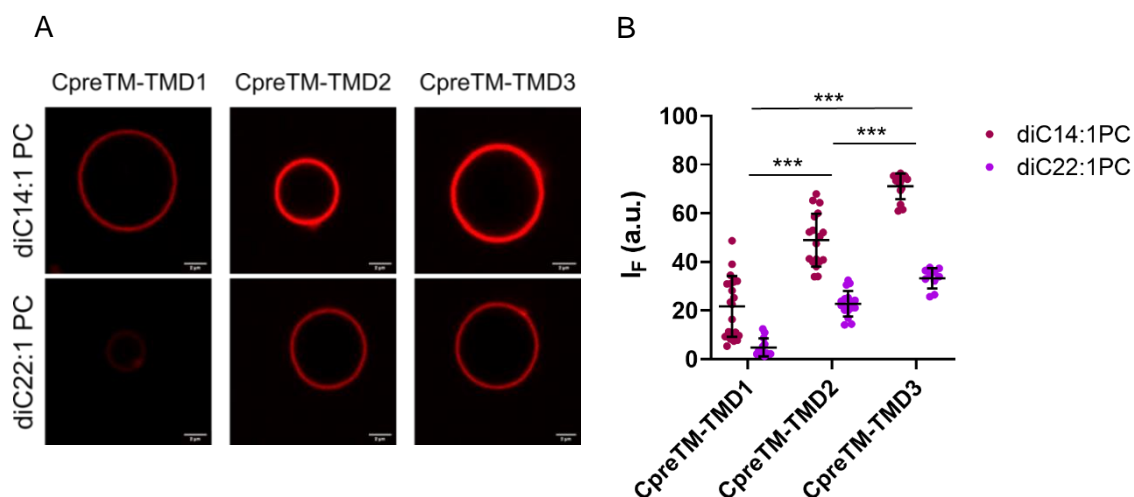 A
CpreTM-TMD1 CpreTM-TMD2 CpreTM-TMD3
diC14:1 PC
diC22:1 PC
B
***
***
***
100
80
60
40
20
0
IF (a.u.)
CpreTM-TMD1
CpreTM-TMD2
CpreTM-TMD3
diC14:1PC
diC22:1PC